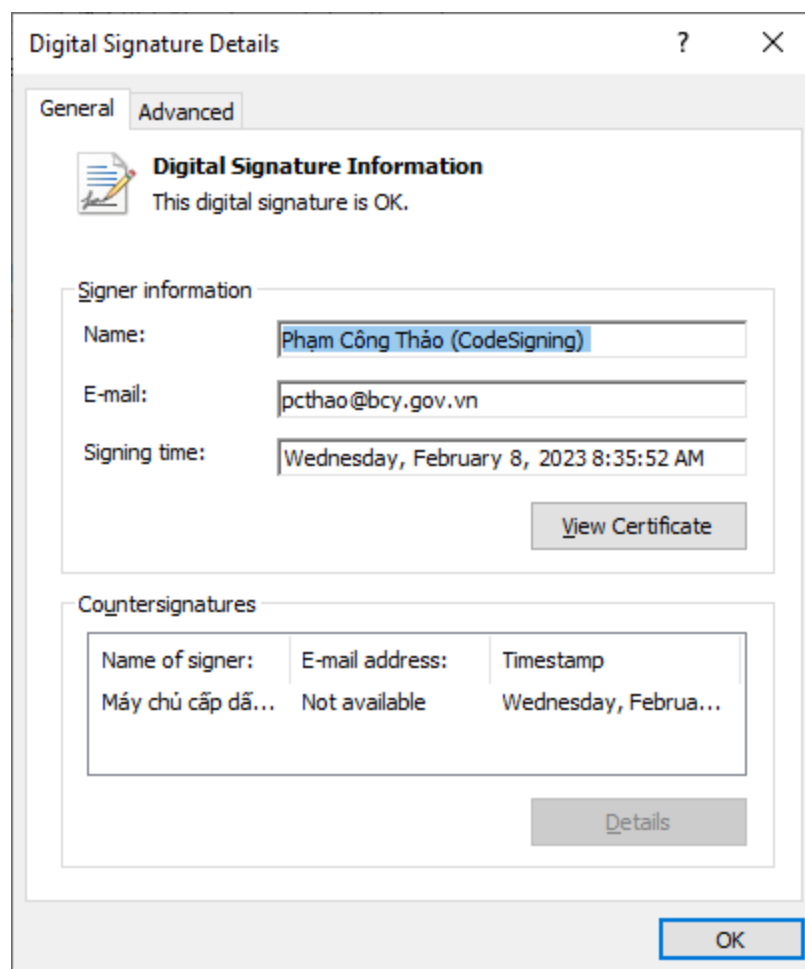 Digital Signature Details
General Advanced
Digital Signature Information
This digital signature is OK.
Signer information
Name: Phạm Công Thảo (CodeSigning)
E-mail: pcthao@bcy.gov.vn
Signing time: Wednesday, February 8, 2023 8:35:52 AM
View Certificate
Countersignatures
Name of signer: E-mail address: Timestamp
Máy chủ cấp dấ... Not available Wednesday, Februa...
Details
OK